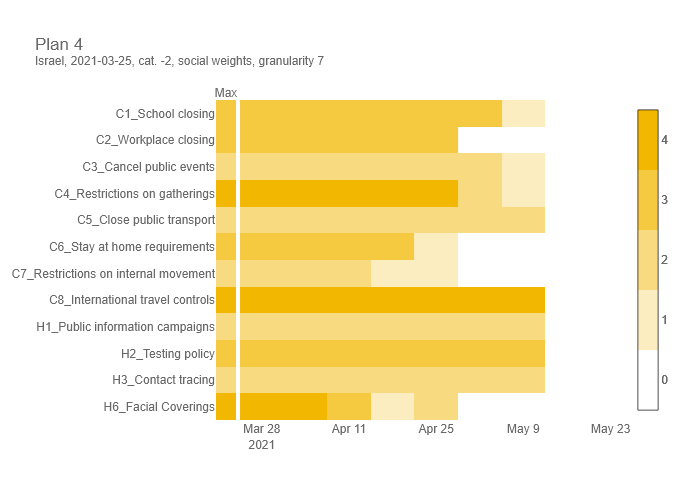 Plan 4
Israel, 2021-03-25, cat. -2, social weights, granularity 7
Max
C1_School closing
C2_Workplace closing
C3_Cancel public events
C4_Restrictions on gatherings
C5_Close public transport
C6_Stay at home requirements
C7_Restrictions on internal movement
C8_International travel controls
H1_Public information campaigns
H2_Testing policy
H3_Contact tracing
H6_Facial Coverings
Mar 28 Apr 11 Apr 25 May 9 May 23
2021
4
3
2
1
0